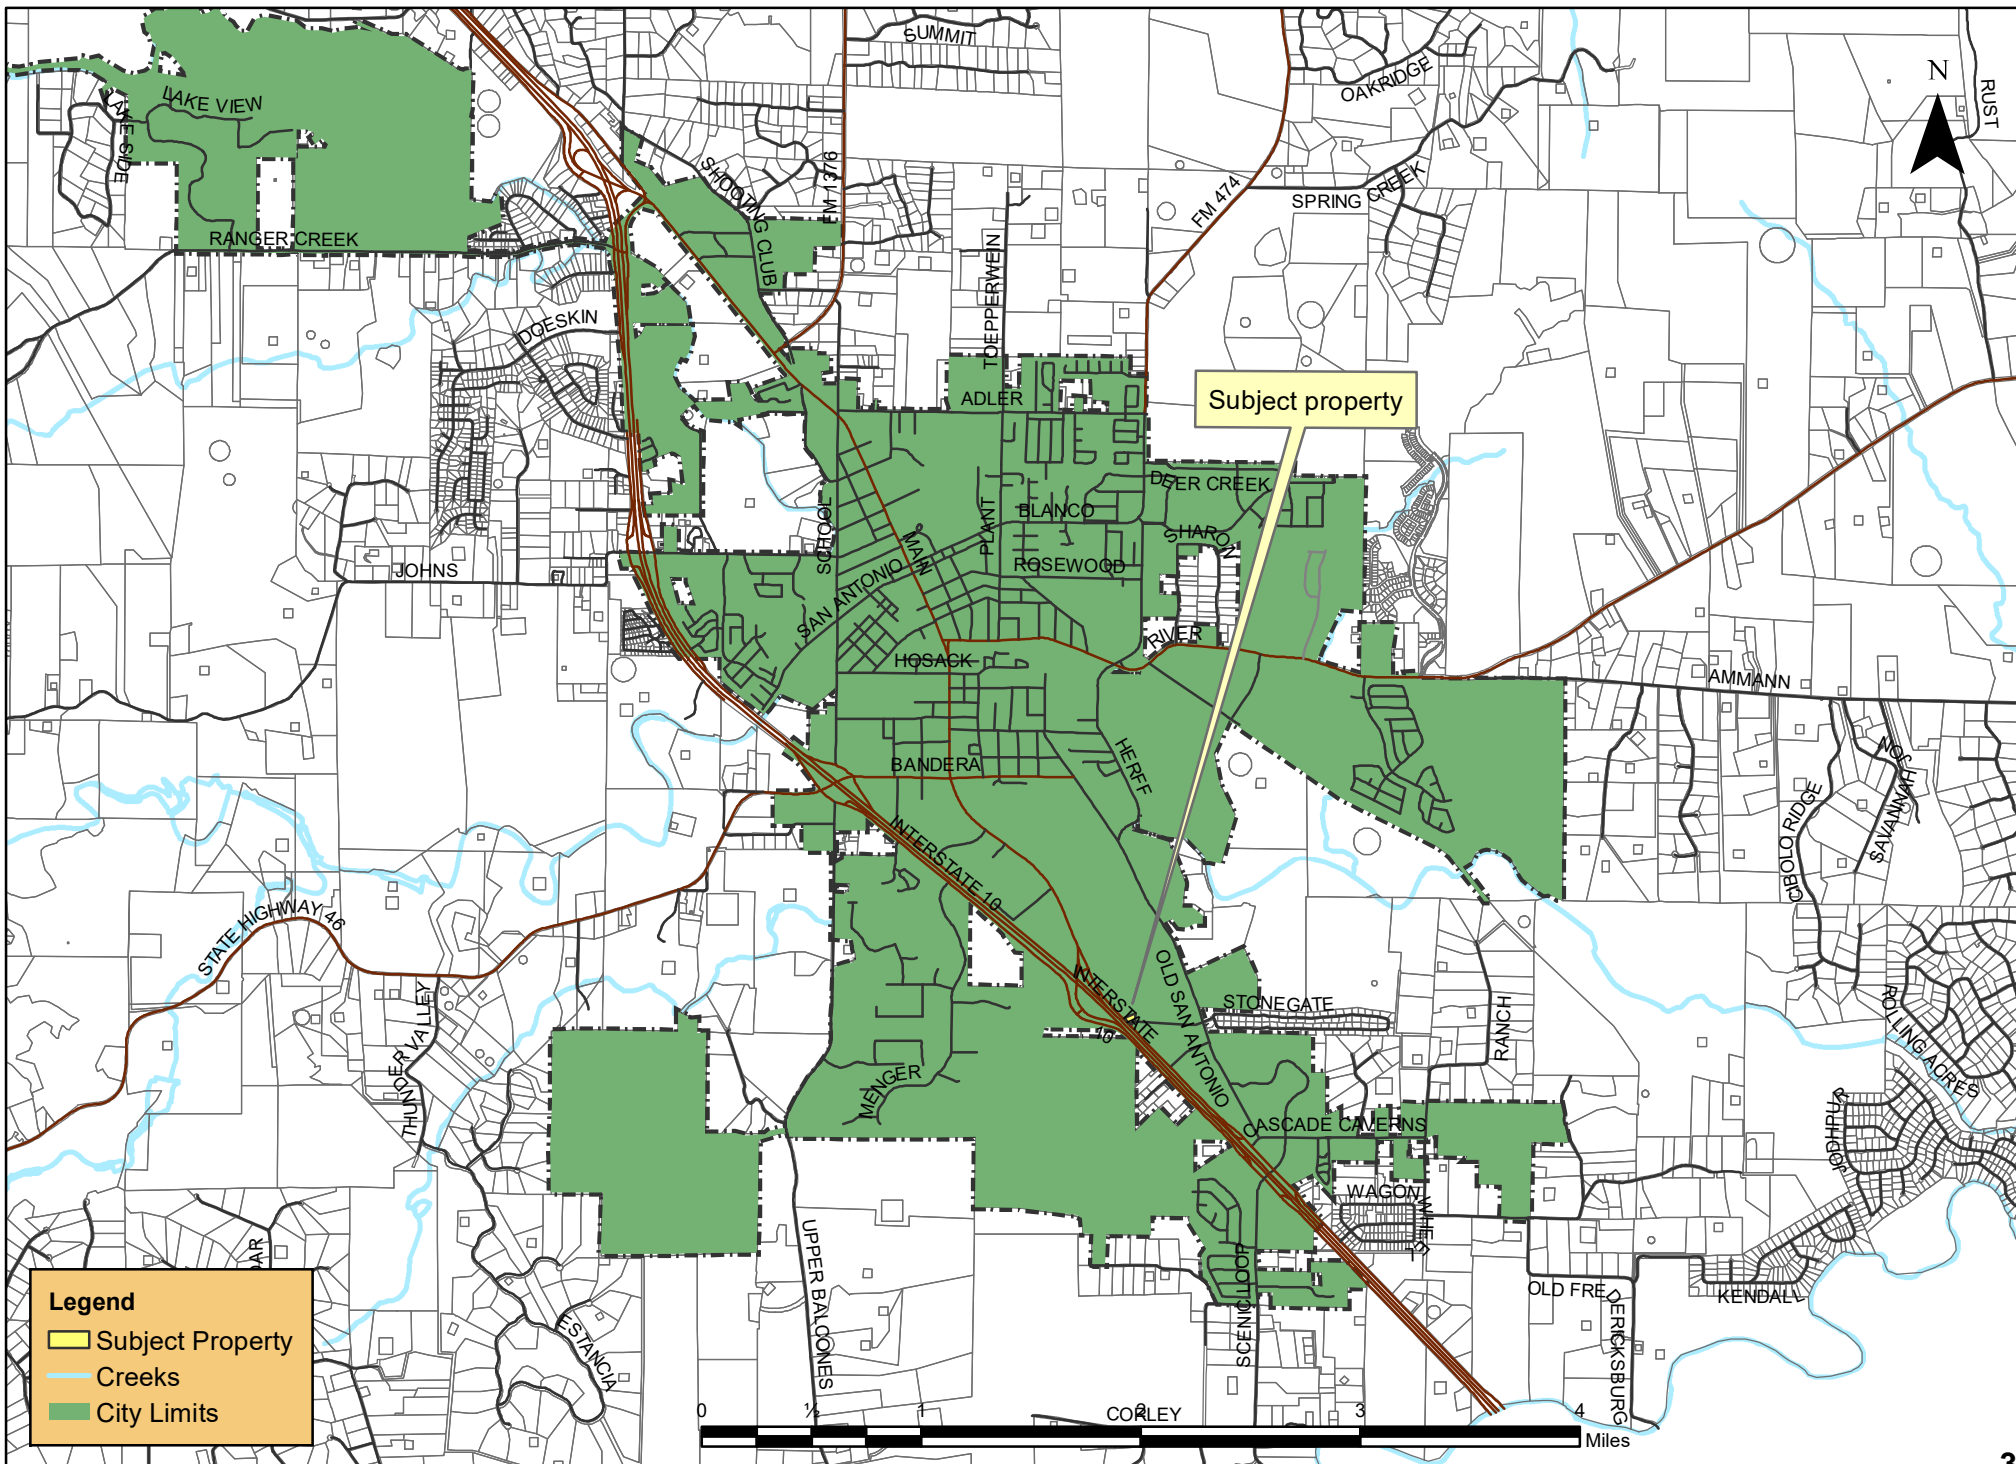 SUMMIT
OAKRIDGE
N
RUST
LAKE VIEW
LAKE SIDE
SHOOTING CLUB
FM 1376
FM 474
SPRING CREEK
RANGER CREEK
TOEPPERWEIN
DOESKIN
Subject property
ADLER
DEER CREEK
BLANCO
PLANT
SCHOOL
MAIN
SHARON
ROSEWOOD
JOHNS
SAN ANTONIO
RIVER
HOSACK
AMMANN
JON
HERFF
BANDERA
SAVANNAH
CIBOLO RIDGE
INTERSTATE 10
STATE HIGHWAY 46
OLD SAN ANTONIO
INTERSTATE
10
STONEGATE
THUNDER VALLEY
RANCH
ROLLING ACRES
MENGER
JODHPUR
CASCADE CAVERNS
WAGON WHEEL
UPPER BALCONES
SCENIC LOOP
OLD FREDERICKSBURG
KENDALL
ESTANCIA
Legend
Subject Property
Creeks
City Limits
CORLEY
0 ½ 1 2 3 4
Miles